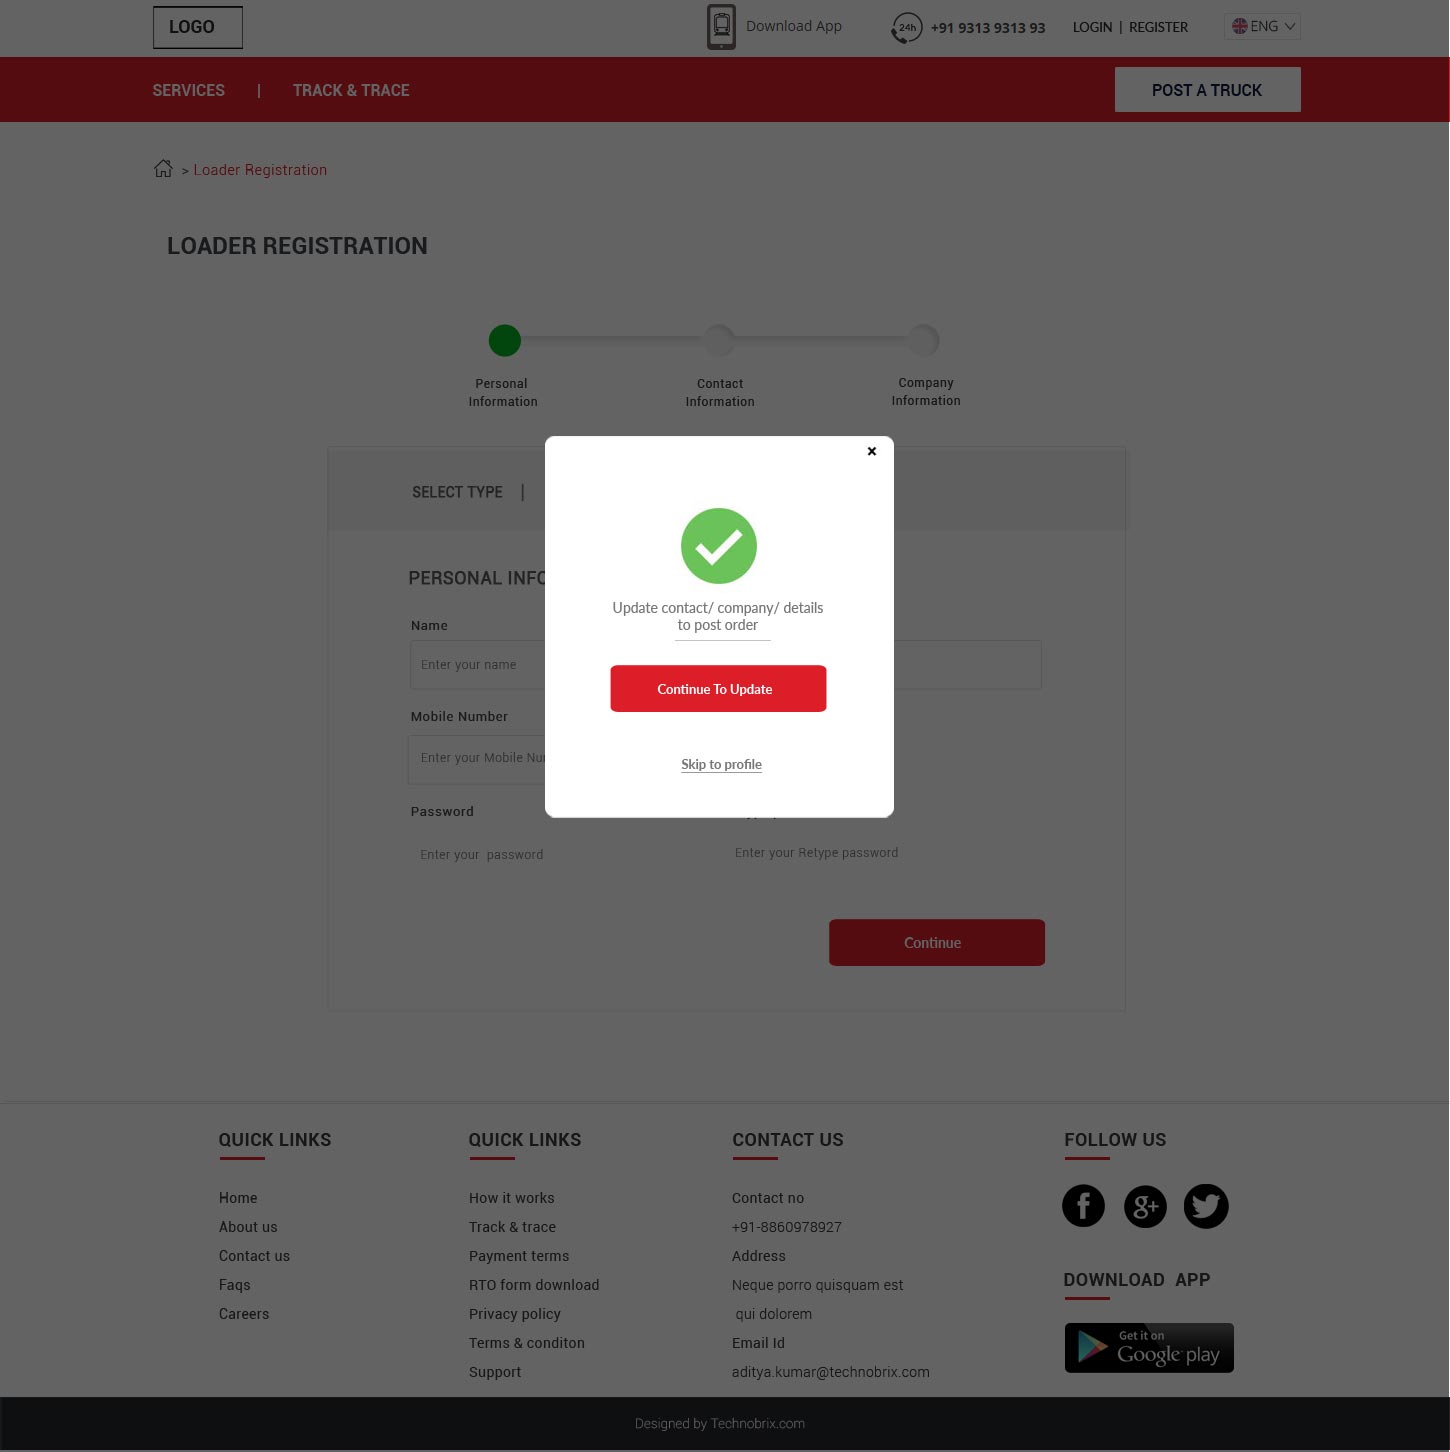 LOGO
Download App
24h
+91 9313 9313 93
LOGIN | REGISTER
ENG
SERVICES | TRACK & TRACE
POST A TRUCK
> Loader Registration
LOADER REGISTRATION
Personal
Information
Contact
Information
Company
Information
SELECT TYPE |
×
PERSONAL INFO
Update contact/ company/ details
to post order
Name
Enter your name
Continue To Update
Mobile Number
Enter your Mobile
Skip to profile
Password
Enter your password
Enter your Retype password
Continue
QUICK LINKS
Home
About us
Contact us
Faqs
Careers
QUICK LINKS
How it works
Track & trace
Payment terms
RTO form download
Privacy policy
Terms & conditon
Support
CONTACT US
Contact no
+91-8860978927
Address
Neque porro quisquam est
qui dolorem
Email Id
aditya.kumar@technobrix.com
FOLLOW US
f
g+
DOWNLOAD APP
Get it on
Google play
Designed by Technobrix.com